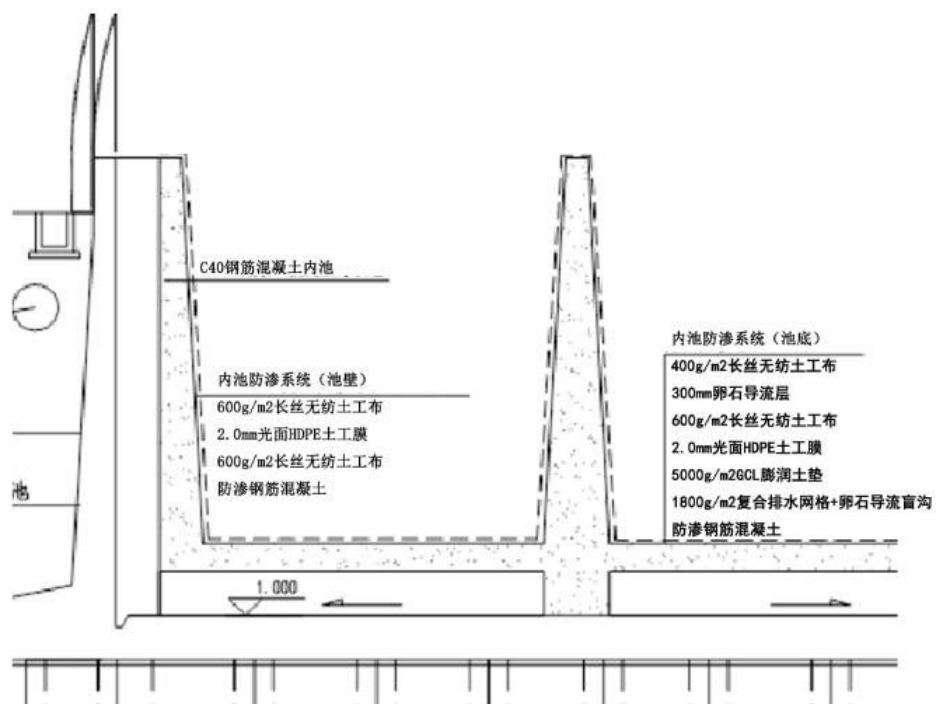 C40钢筋混凝土内池
内池防渗系统（池壁）
600g/m2长丝无纺土工布
2.0mm光面HDPE土工膜
600g/m2长丝无纺土工布
防渗钢筋混凝土
内池防渗系统（池底）
400g/m2长丝无纺土工布
300mm卵石导流层
600g/m2长丝无纺土工布
2.0mm光面HDPE土工膜
5000g/m2GCL膨润土垫
1800g/m2复合排水网格+卵石导流盲沟
防渗钢筋混凝土
池
1.000